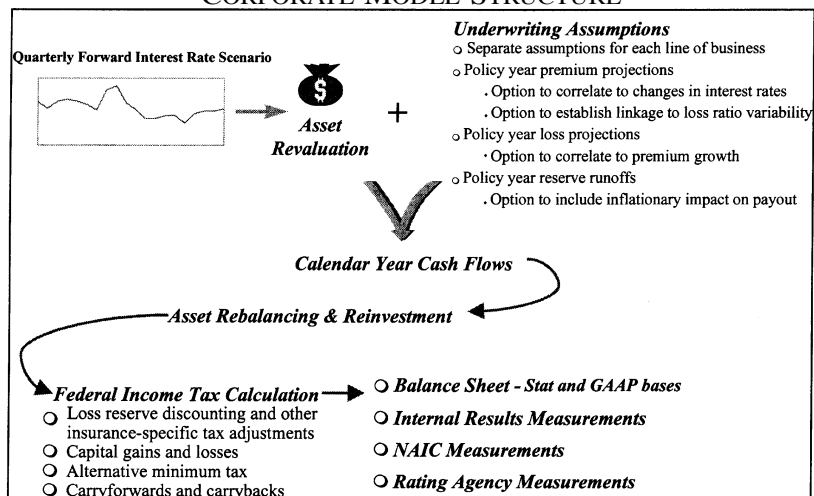 CORPORATE MODEL STRUCTURE
Underwriting Assumptions
Separate assumptions for each line of business
Policy year premium projections
Option to correlate to changes in interest rates
Option to establish linkage to loss ratio variability
Policy year loss projections
Option to correlate to premium growth
Policy year reserve runoffs
Option to include inflationary impact on payout
Quarterly Forward Interest Rate Scenario
$
Asset
Revaluation
+
Calendar Year Cash Flows
Asset Rebalancing & Reinvestment
Federal Income Tax Calculation
Loss reserve discounting and other
insurance-specific tax adjustments
Capital gains and losses
Alternative minimum tax
Carryforwards and carrybacks
Balance Sheet - Stat and GAAP bases
Internal Results Measurements
NAIC Measurements
Rating Agency Measurements